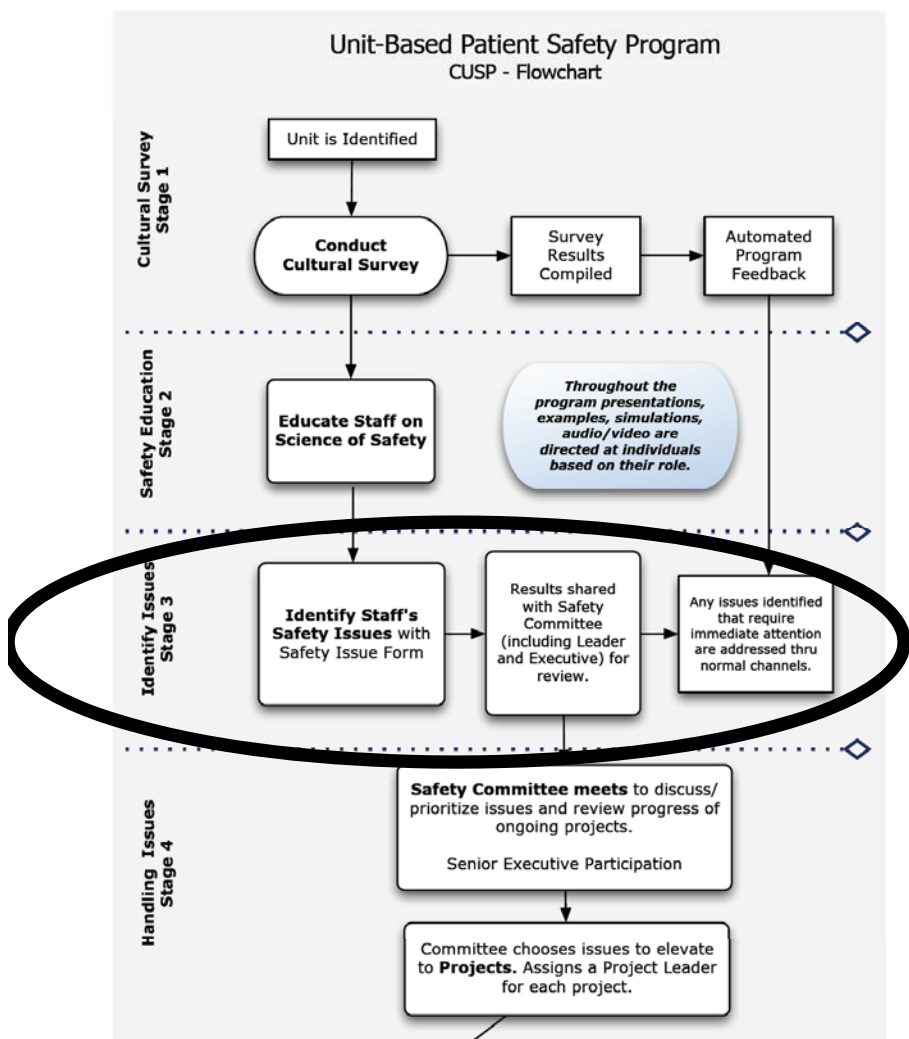 Unit-Based Patient Safety Program
CUSP - Flowchart
Cultural Survey
Stage 1
Unit is Identified
Conduct
Cultural Survey
Survey
Results
Compiled
Automated
Program
Feedback
Safety Education
Stage 2
Educate Staff on
Science of Safety
Throughout the
program presentations,
examples, simulations,
audio/video are
directed at individuals
based on their role.
Identify Issues
Stage 3
Identify Staff's
Safety Issues with
Safety Issue Form
Results shared
with Safety
Committee
(including Leader
and Executive) for
review.
Any issues identified
that require
immediate attention
are addressed thru
normal channels.
Handling Issues
Stage 4
Safety Committee meets to discuss/
prioritize issues and review progress of
ongoing projects.
Senior Executive Participation
Committee chooses issues to elevate
to Projects. Assigns a Project Leader
for each project.